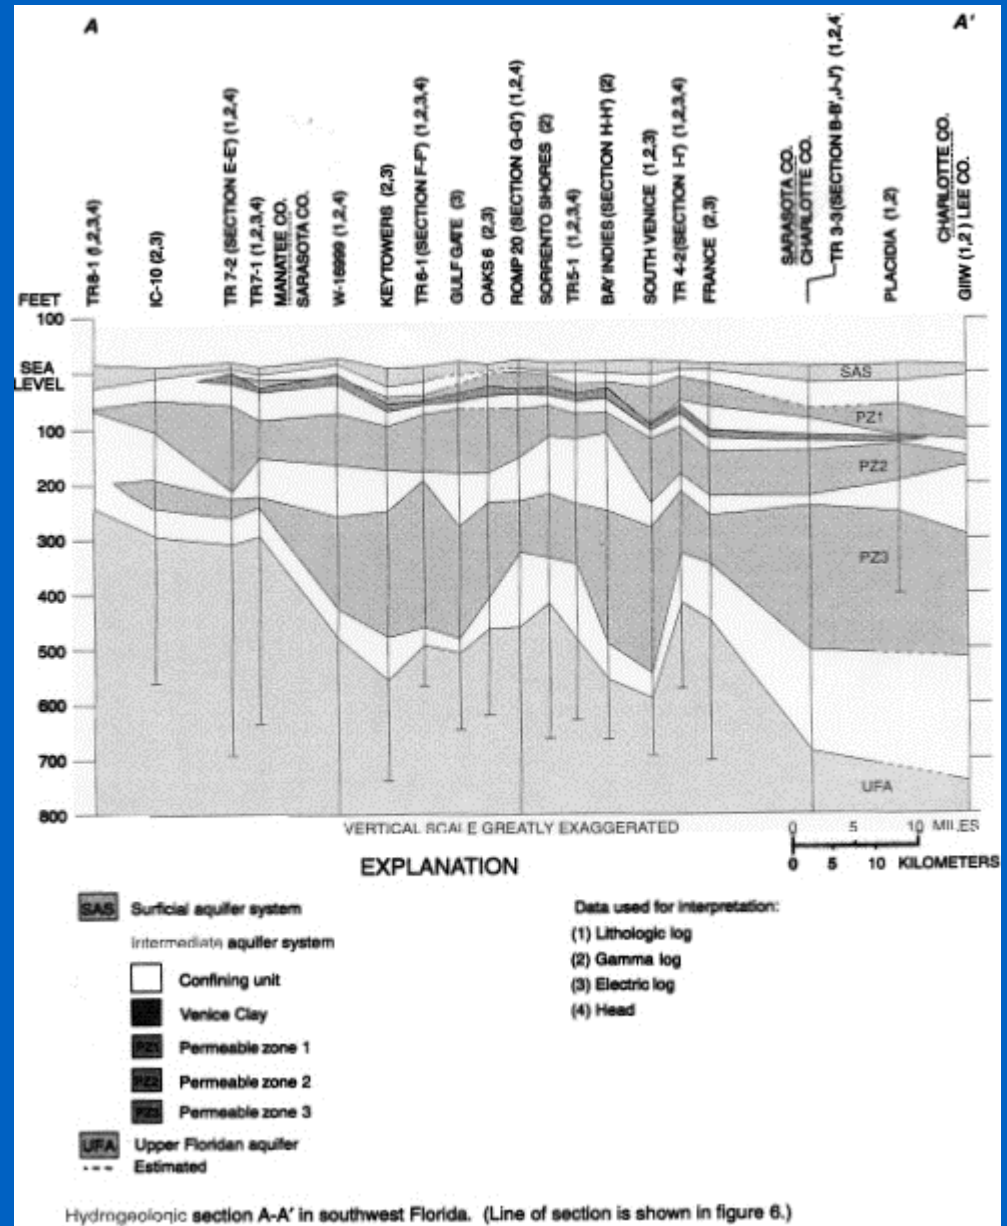 A
A'
TR 8-1 (1,2,3,4)
IC-10 (2,3)
TR 7-2 (SECTION E-E') (1,2,4)
TR 7-1 (1,2,3,4)
MANATEE CO.
SARASOTA CO.
W-16999 (1,2,4)
KEYTOWERS (2,3)
TR 6-1 (SECTION F-F') (1,2,3,4)
GULF GATE (3)
OAKS 6 (2,3)
ROMP 20 (SECTION G-G') (1,2,4)
SORRENTO SHORES (2)
TR 5-1 (1,2,3,4)
BAY INDIES (SECTION H-H') (2)
SOUTH VENICE (1,2,3)
TR 4-2 (SECTION I-I') (1,2,3,4)
FRANCE (2,3)
SARASOTA CO.
CHARLOTTE CO.
TR 3-3 (SECTION B-B', J-J') (1,2,4)
PLACIDIA (1,2)
CHARLOTTE CO.
GIIW (1,2) LEE CO.
FEET
100
SEA
LEVEL
100
200
300
400
500
600
700
800
SAS
PZ1
PZ2
PZ3
UFA
VERTICAL SCALE GREATLY EXAGGERATED
0 5 10 MILES
0 5 10 KILOMETERS
EXPLANATION
SAS Surficial aquifer system
Intermediate aquifer system
Confining unit
Venice Clay
PZ1 Permeable zone 1
PZ2 Permeable zone 2
PZ3 Permeable zone 3
UFA Upper Floridan aquifer
--- Estimated
Data used for interpretation:
(1) Lithologic log
(2) Gamma log
(3) Electric log
(4) Head
Hydrogeologic section A-A' in southwest Florida. (Line of section is shown in figure 6.)